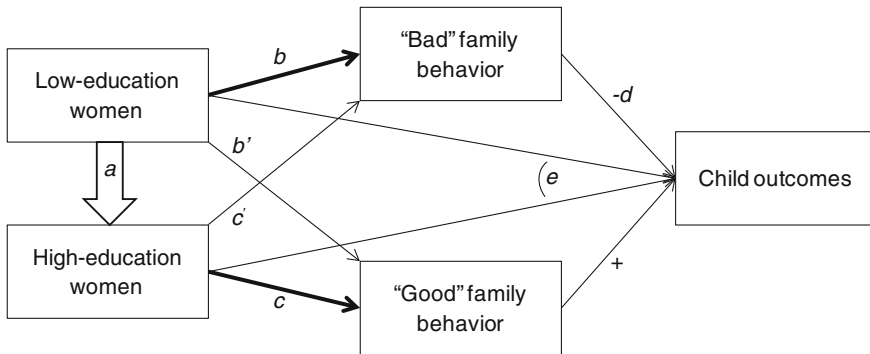 “Bad” family
behavior
b
-d
Low-education
women
b’
a
(e
Child outcomes
c’
High-education
women
c
“Good” family
behavior
+